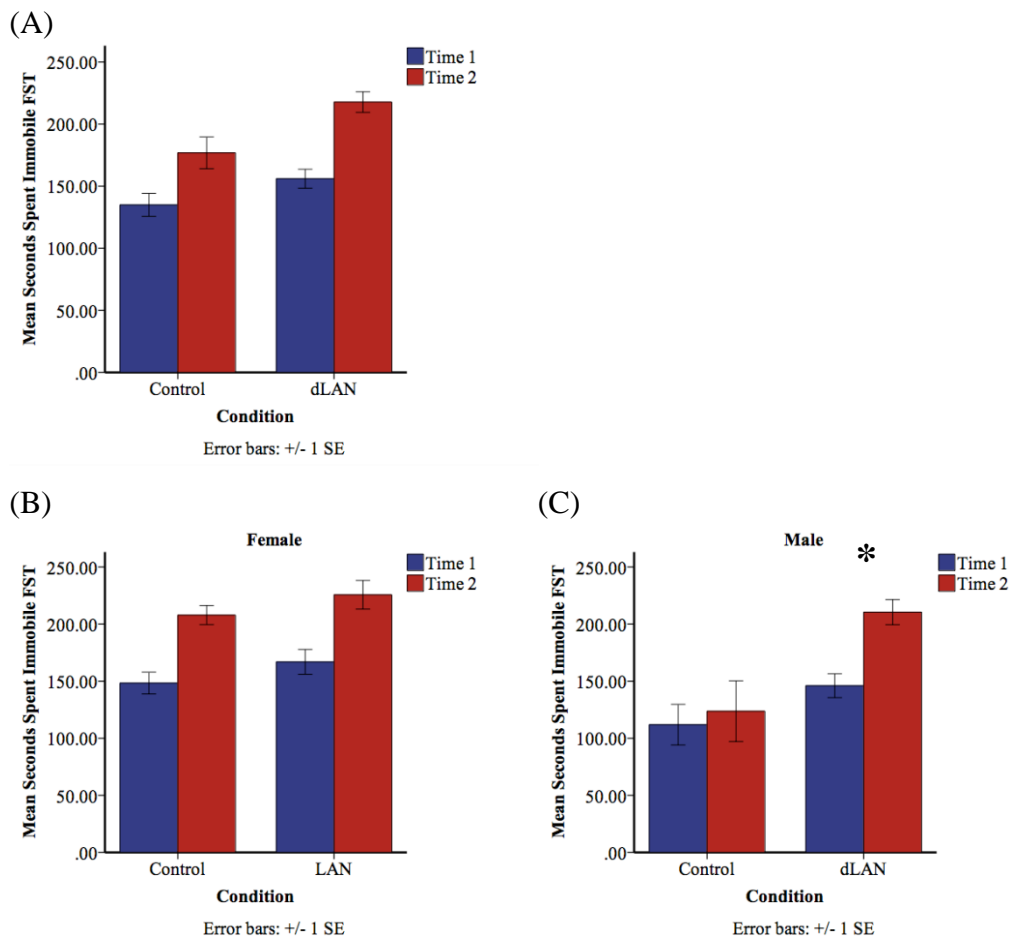 (A)
Time 1
Time 2
Mean Seconds Spent Immobile FST
250.00
200.00
150.00
100.00
50.00
.00
Control dLAN
Condition
Error bars: +/- 1 SE
(B)
Female
Time 1
Time 2
Mean Seconds Spent Immobile FST
250.00
200.00
150.00
100.00
50.00
.00
Control LAN
Condition
Error bars: +/- 1 SE
(C)
Male
*
Time 1
Time 2
Mean Seconds Spent Immobile FST
250.00
200.00
150.00
100.00
50.00
.00
Control dLAN
Condition
Error bars: +/- 1 SE